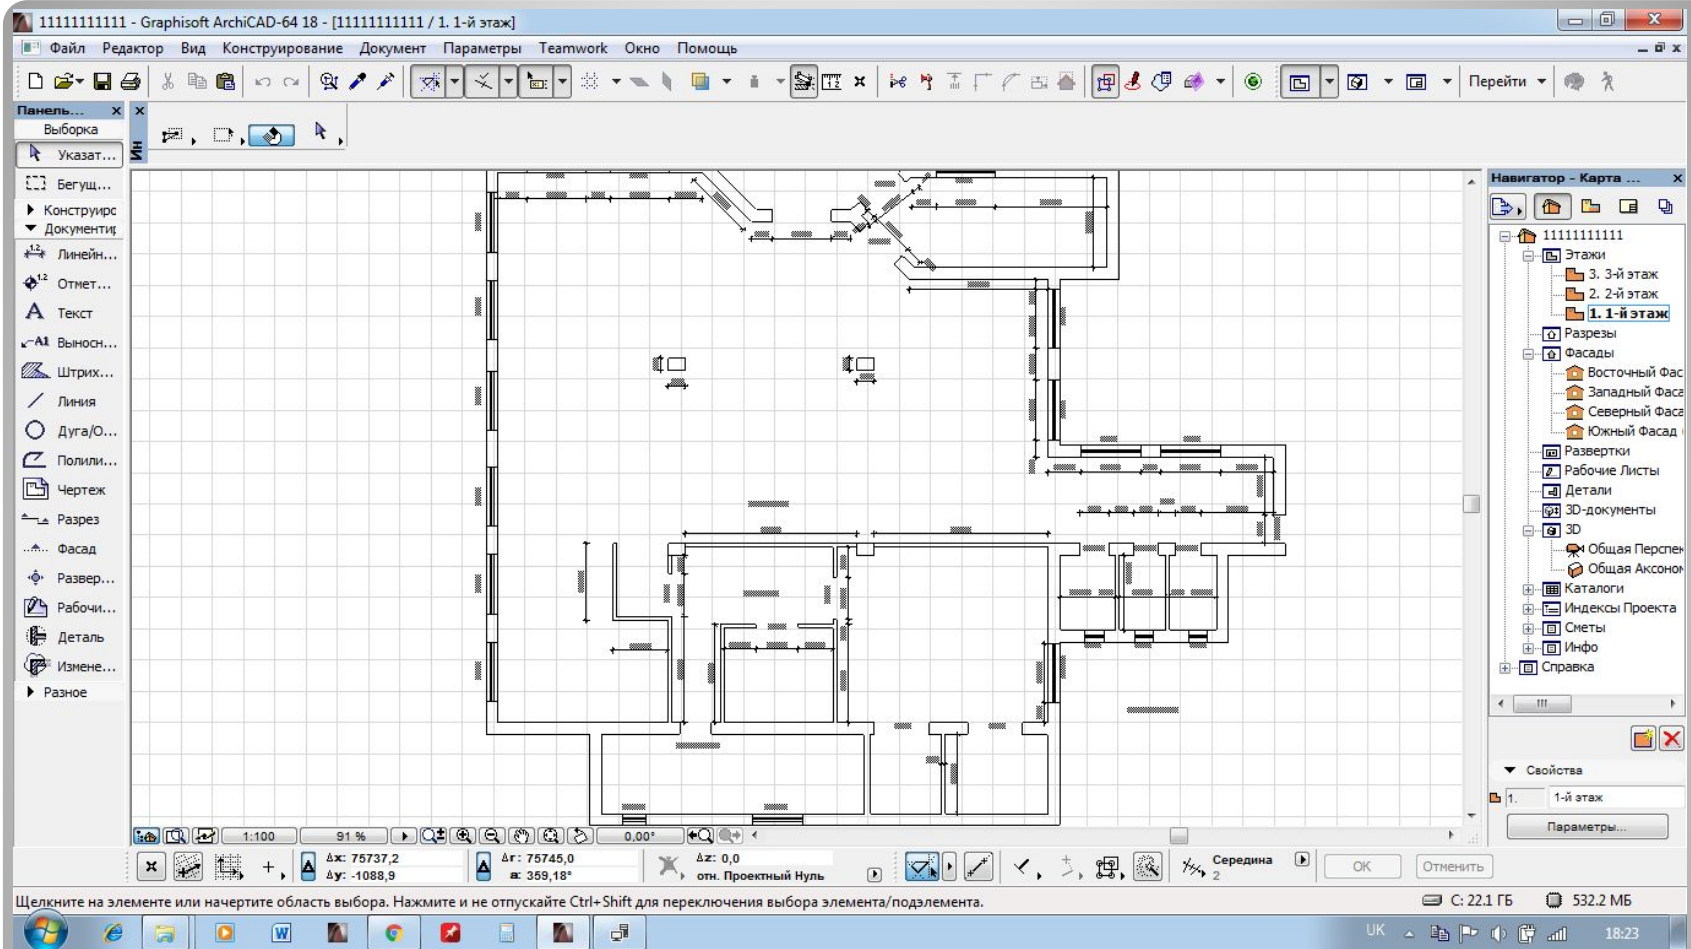 11111111111 - Graphisoft ArchiCAD-64 18 - [11111111111 / 1. 1-й этаж]
Файл Редактор Вид Конструирование Документ Параметры Teamwork Окно Помощь
Перейти
Панель...
Выборка
Указат...
Бегущ...
Конструирс
Документир
Линейн...
Отмет...
Текст
Выносн...
Штрих...
Линия
Дуга/О...
Полили...
Чертеж
Разрез
Фасад
Развер...
Рабочи...
Деталь
Измене...
Разное
Ин
Навигатор - Карта ...
11111111111
Этажи
3. 3-й этаж
2. 2-й этаж
1. 1-й этаж
Разрезы
Фасады
Восточный Фас
Западный Фаса
Северный Фаса
Южный Фасад
Развертки
Рабочие Листы
Детали
3D-документы
3D
Общая Перспек
Общая Аксоном
Каталоги
Индексы Проекта
Сметы
Инфо
Справка
Свойства
1. 1-й этаж
Параметры...
1:100 91 % 0,00°
Δx: 75737,2
Δy: -1088,9
Δr: 75745,0
a: 359,18°
Δz: 0,0
отн. Проектный Нуль
Середина
2
OK Отменить
Щелкните на элементе или начертите область выбора. Нажмите и не отпускайте Ctrl+Shift для переключения выбора элемента/подэлемента.
C: 22.1 ГБ 532.2 МБ
UK 18:23